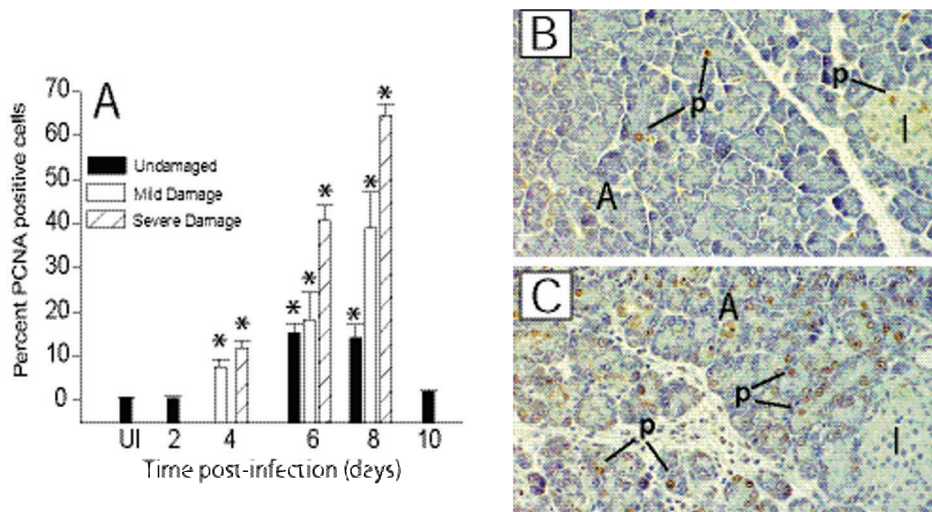 A
Percent PCNA positive cells
70
60
50
40
30
20
10
0
Undamaged
Mild Damage
Severe Damage
* * * * * * * *
UI 2 4 6 8 10
Time post-infection (days)
B
p
p
I
A
C
A
p
p
I